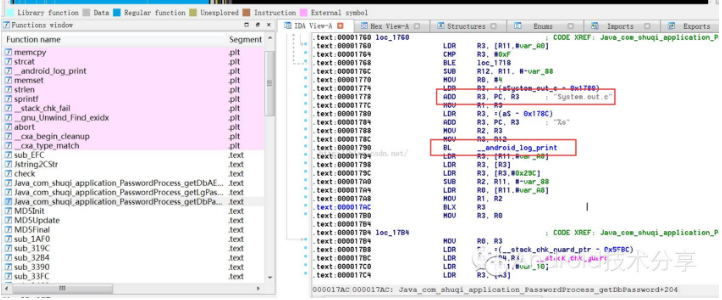 Library function Data Regular function Unexplored Instruction External symbol
Functions window
Function name Segment
memcpy .plt
strcat .plt
__android_log_print .plt
memset .plt
strlen .plt
sprintf .plt
__stack_chk_fail .plt
__gnu_Unwind_Find_exidx .plt
abort .plt
__cxa_begin_cleanup .plt
__cxa_type_match .plt
sub_EFC .text
Jstring2CStr .text
check .text
Java_com_shuqi_application_PasswordProcess_getDbAE... .text
Java_com_shuqi_application_PasswordProcess_getLgPas... .text
Java_com_shuqi_application_PasswordProcess_getDbPa... .text
MD5Init .text
MD5Update .text
MD5Final .text
sub_1AF0 .text
sub_319C .text
sub_32B4 .text
sub_3390 .text
sub_33FC .text
IDA View-A Hex View-A Structures Enums Imports Exports
.text:00001760 loc_1760 ; CODE XREF: Java_com_shuqi_application_P
.text:00001760 LDR R3, [R11,#var_A0]
.text:00001764 CMP R3, #0xF
.text:00001768 BLE loc_1718
.text:0000176C SUB R12, R11, #-var_88
.text:00001770 MOV R0, #4
.text:00001774 LDR R3, =(aSystem_out_c - 0x1780)
.text:00001778 ADD R3, PC, R3 ; "System.out.c"
.text:0000177C MOV R1, R3
.text:00001780 LDR R3, =(aS - 0x178C)
.text:00001784 ADD R3, PC, R3 ; "%s"
.text:00001788 MOV R2, R3
.text:0000178C MOV R3, R12
.text:00001790 BL __android_log_print
.text:00001794 LDR R3, [R11,#var_A8]
.text:00001798 LDR R3, [R3]
.text:0000179C LDR R3, [R3,#0x29C]
.text:000017A0 SUB R2, R11, #-var_88
.text:000017A4 LDR R0, [R11,#var_A8]
.text:000017A8 MOV R1, R2
.text:000017AC BLX R3
.text:000017B0 MOV R3, R0
.text:000017B4
.text:000017B4 loc_17B4 ; CODE XREF: Java_com_shuqi_application_P
.text:000017B4 MOV R0, R3
.text:000017B8 LDR =(__stack_chk_guard_ptr - 0x5FBC)
.text:000017BC __stack_chk_guard
.text:000017C0 #var_10]
.text:000017C4 LDR [R3]
技术分享
000017AC 000017AC: Java_com_shuqi_application_PasswordProcess_getDbPassword+204